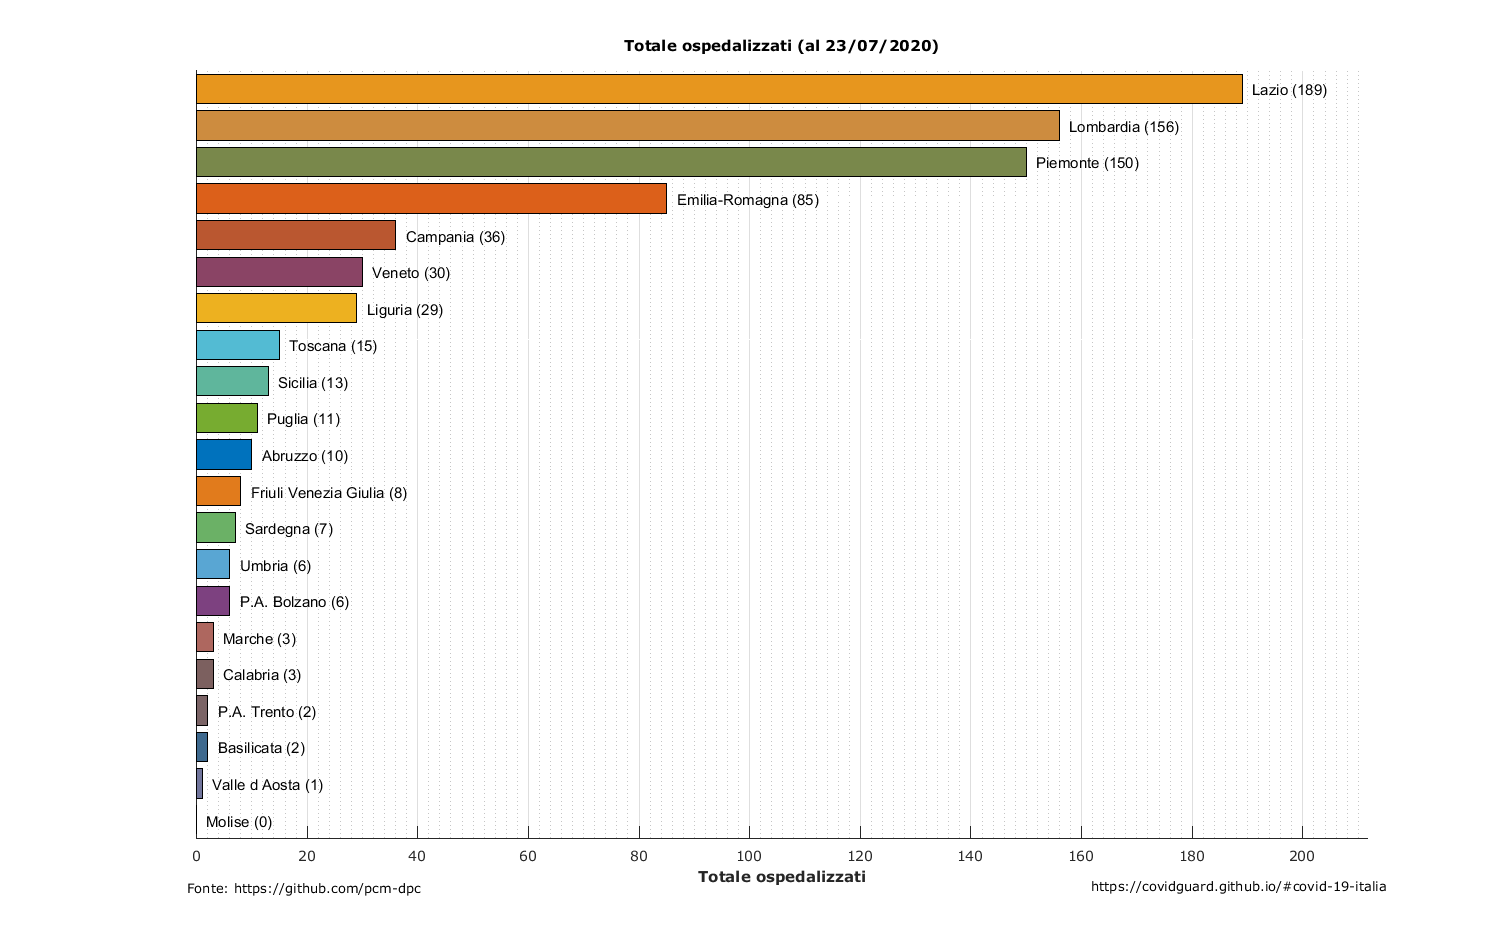 Totale ospedalizzati (al 23/07/2020)
Lazio (189)
Lombardia (156)
Piemonte (150)
Emilia-Romagna (85)
Campania (36)
Veneto (30)
Liguria (29)
Toscana (15)
Sicilia (13)
Puglia (11)
Abruzzo (10)
Friuli Venezia Giulia (8)
Sardegna (7)
Umbria (6)
P.A. Bolzano (6)
Marche (3)
Calabria (3)
P.A. Trento (2)
Basilicata (2)
Valle d Aosta (1)
Molise (0)
0 20 40 60 80 100 120 140 160 180 200
Totale ospedalizzati
Fonte: https://github.com/pcm-dpc
https://covidguard.github.io/#covid-19-italia